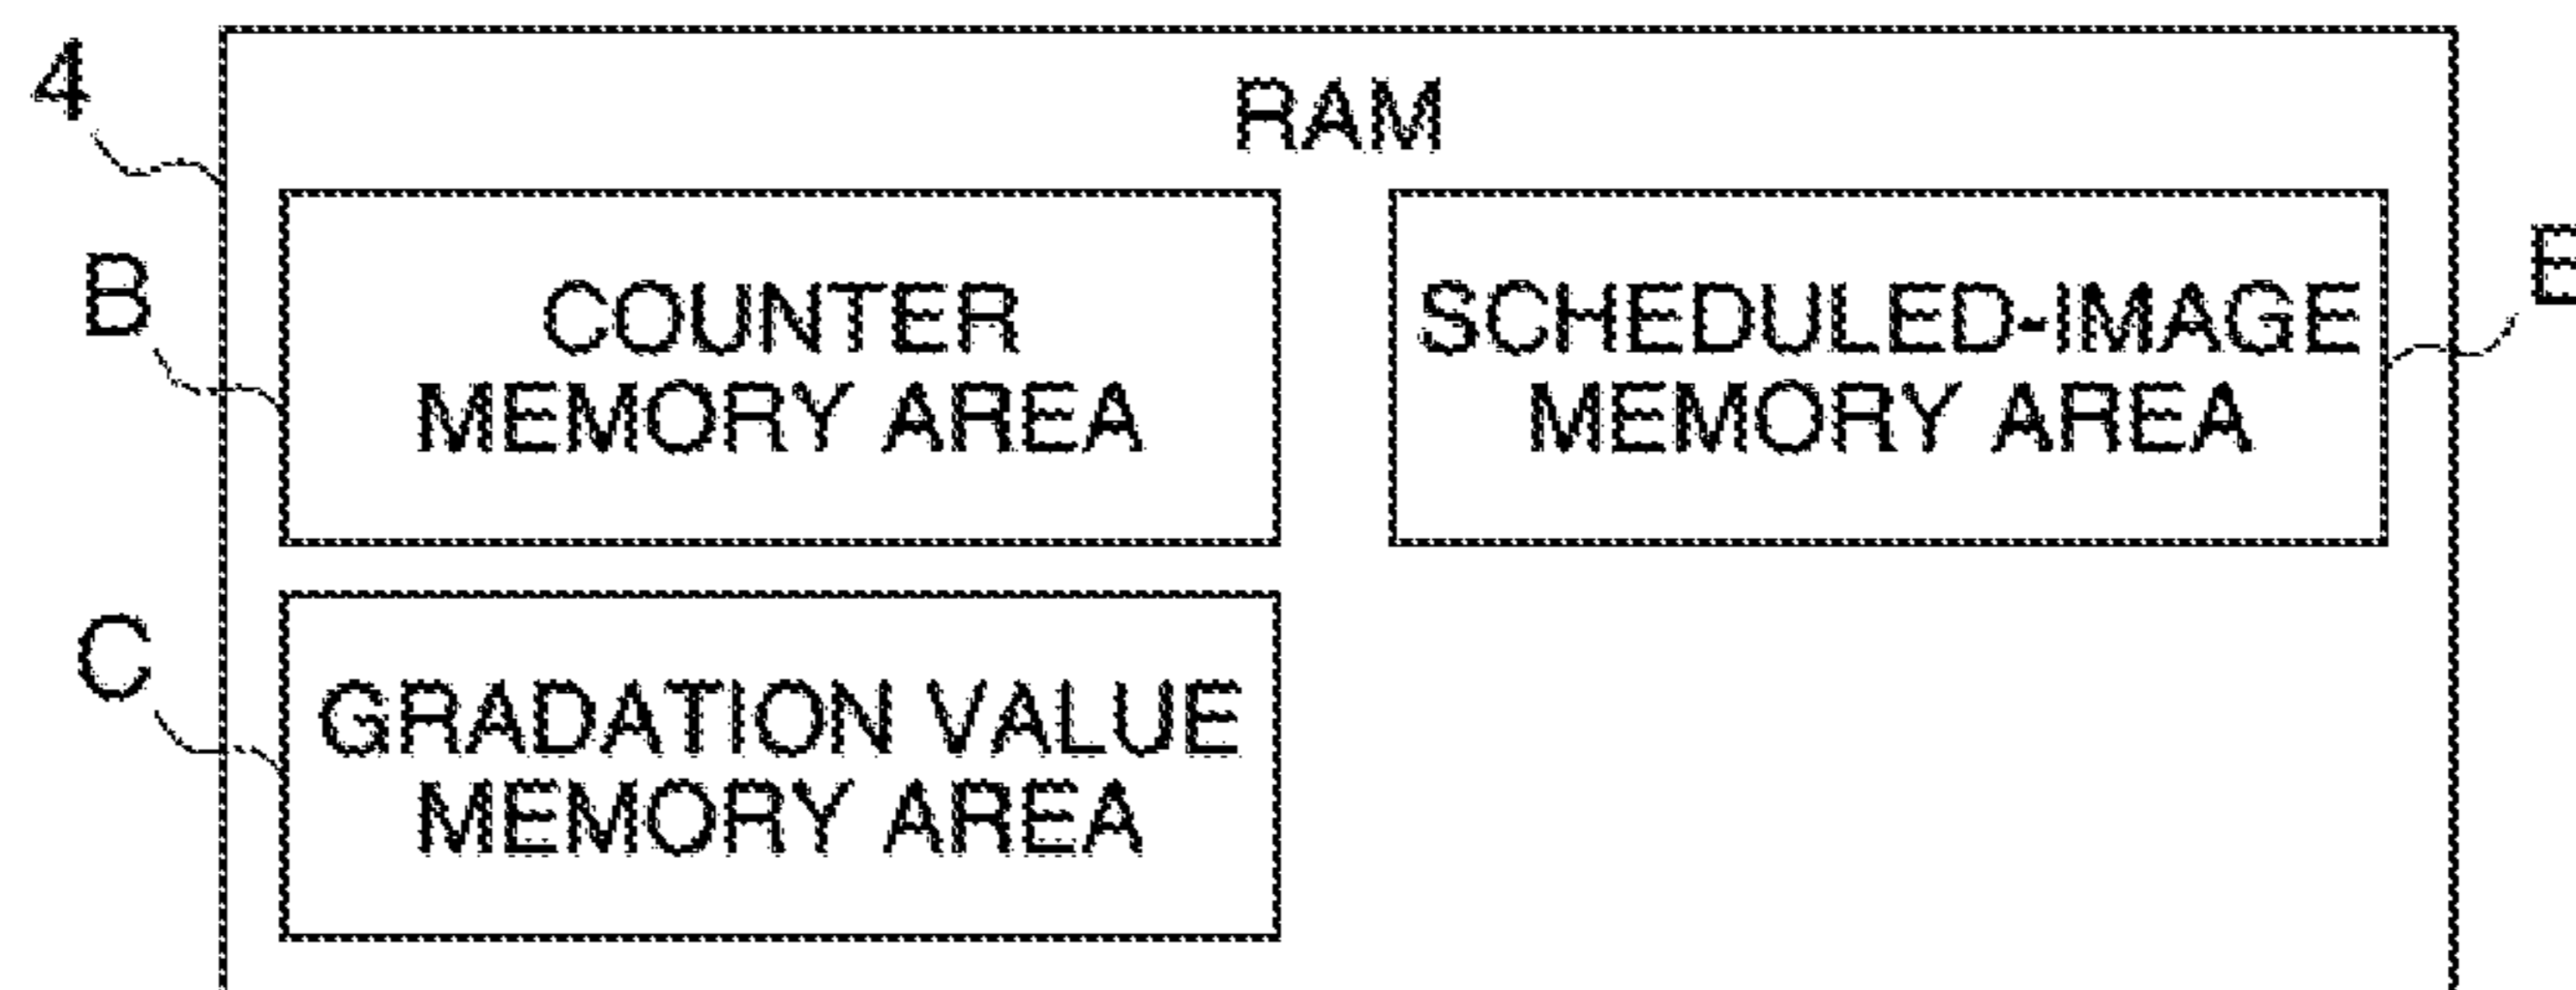 4
RAM
B
COUNTER
MEMORY AREA
SCHEDULED-IMAGE
MEMORY AREA
C
GRADATION VALUE
MEMORY AREA